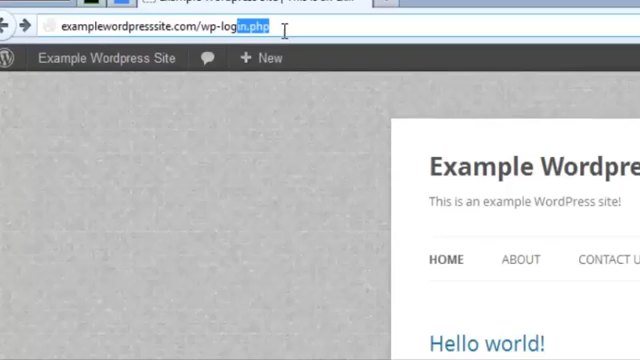 examplewordpresssite.com/wp-login.php
Example Wordpress Site
New
Example Wordpre
This is an example WordPress site!
HOME ABOUT CONTACT U
Hello world!